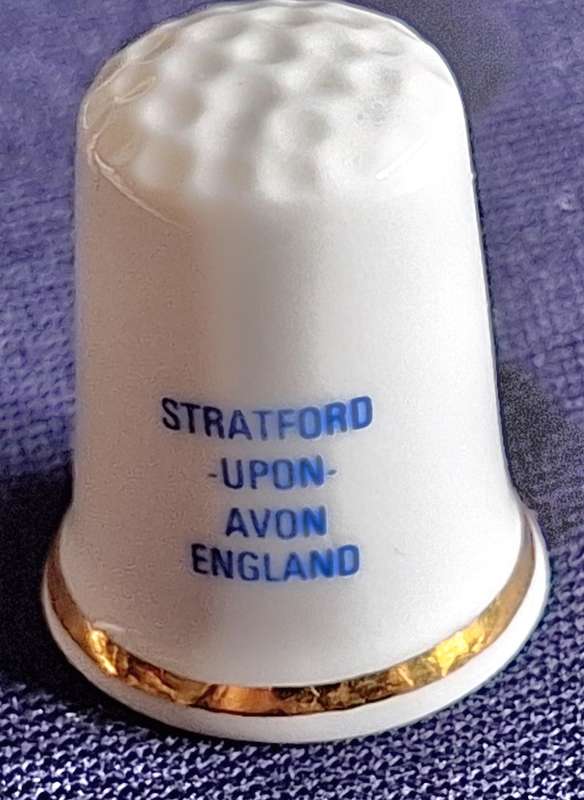 STRATFORD
-UPON-
AVON
ENGLAND